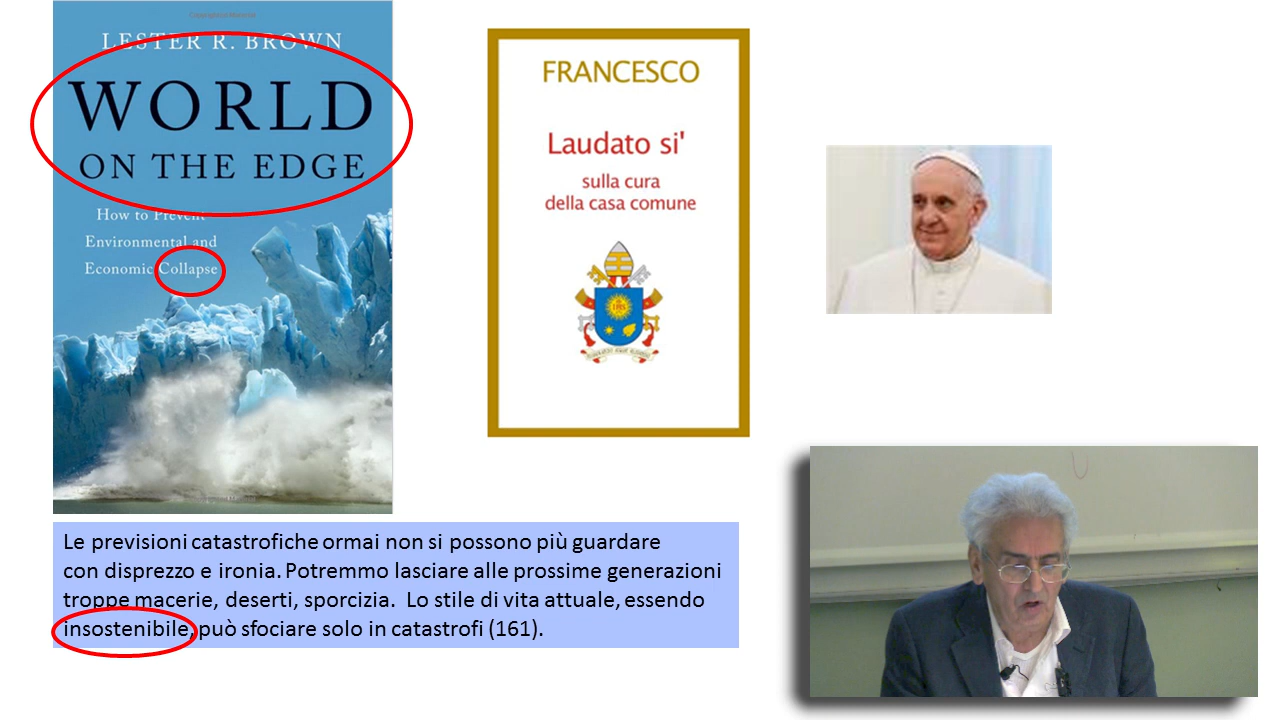 LESTER R. BROWN
WORLD
ON THE EDGE
How to Prevent
Environmental and
Economic Collapse
FRANCESCO
Laudato si'
sulla cura
della casa comune
Le previsioni catastrofiche ormai non si possono più guardare
con disprezzo e ironia. Potremmo lasciare alle prossime generazioni
troppe macerie, deserti, sporcizia. Lo stile di vita attuale, essendo
insostenibile, può sfociare solo in catastrofi (161).